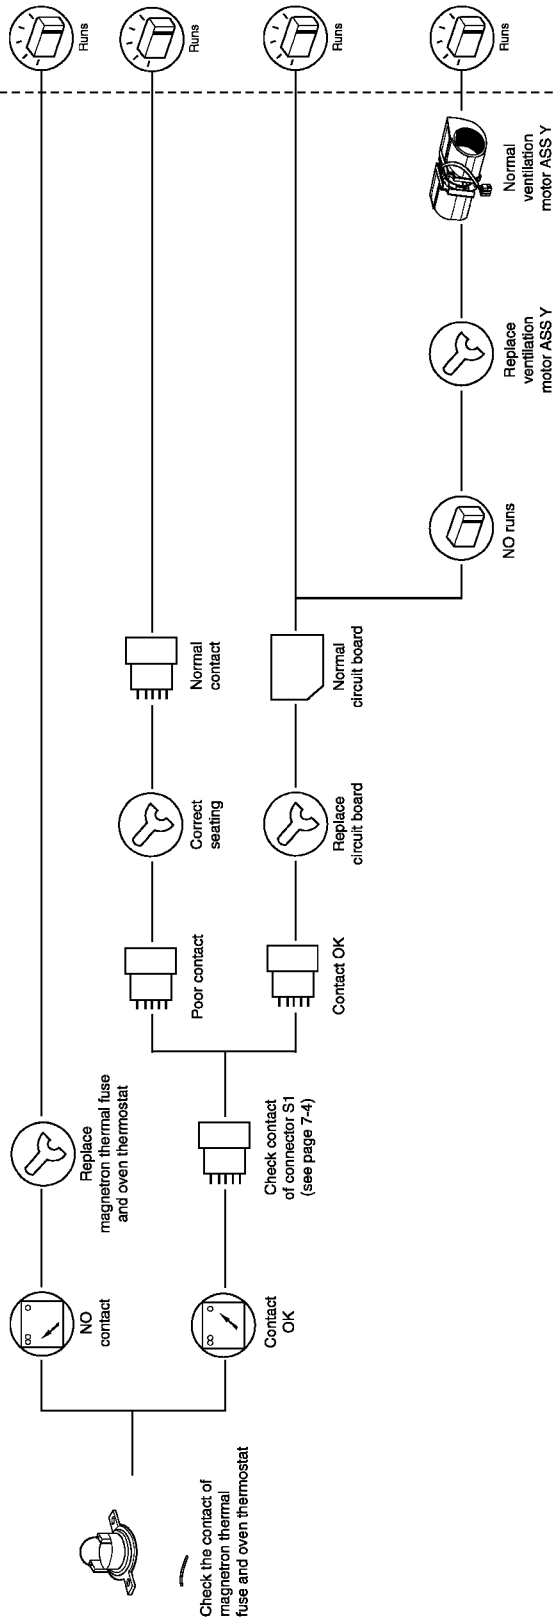 Check the contact of
magnetron thermal
fuse and oven thermostat
NO
contact
Replace
magnetron thermal fuse
and oven thermostat
Runs
Contact
OK
Check contact
of connector S1
(see page 7-4)
Poor contact
Correct
seating
Normal
contact
Runs
Contact OK
Replace
circuit board
Normal
circuit board
Runs
NO runs
Replace
ventilation
motor ASS Y
Normal
ventilation
motor ASS Y
Runs